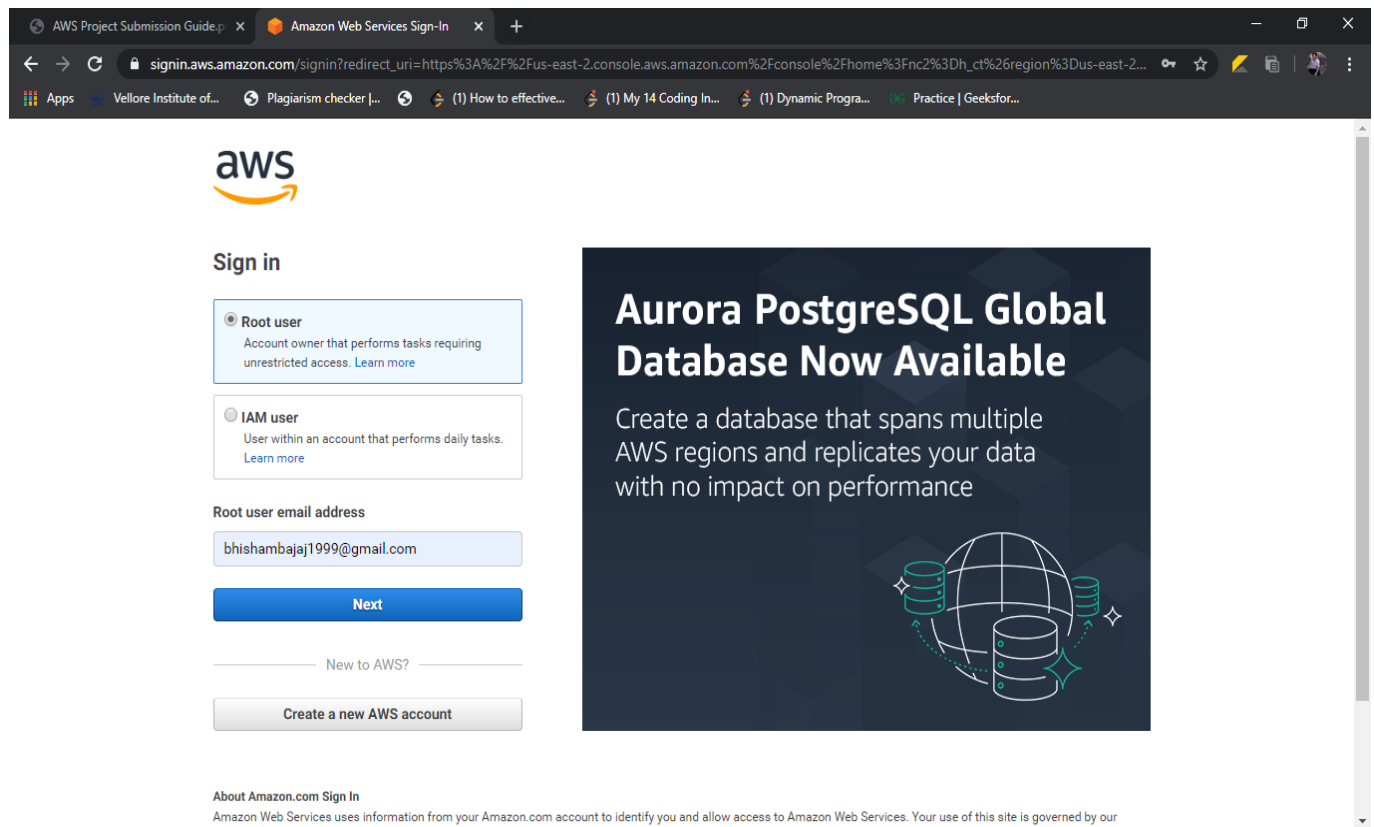 AWS Project Submission Guide.p
Amazon Web Services Sign-In
signin.aws.amazon.com/signin?redirect_uri=https%3A%2F%2Fus-east-2.console.aws.amazon.com%2Fconsole%2Fhome%3Fnc2%3Dh_ct%26region%3Dus-east-2...
Apps Vellore Institute of... Plagiarism checker |... (1) How to effective... (1) My 14 Coding In... (1) Dynamic Progra... Practice | Geeksfor...
aws
Sign in
Root user
Account owner that performs tasks requiring
unrestricted access. Learn more
IAM user
User within an account that performs daily tasks.
Learn more
Root user email address
bhishambajaj1999@gmail.com
Next
New to AWS?
Create a new AWS account
Aurora PostgreSQL Global
Database Now Available
Create a database that spans multiple
AWS regions and replicates your data
with no impact on performance
About Amazon.com Sign In
Amazon Web Services uses information from your Amazon.com account to identify you and allow access to Amazon Web Services. Your use of this site is governed by our